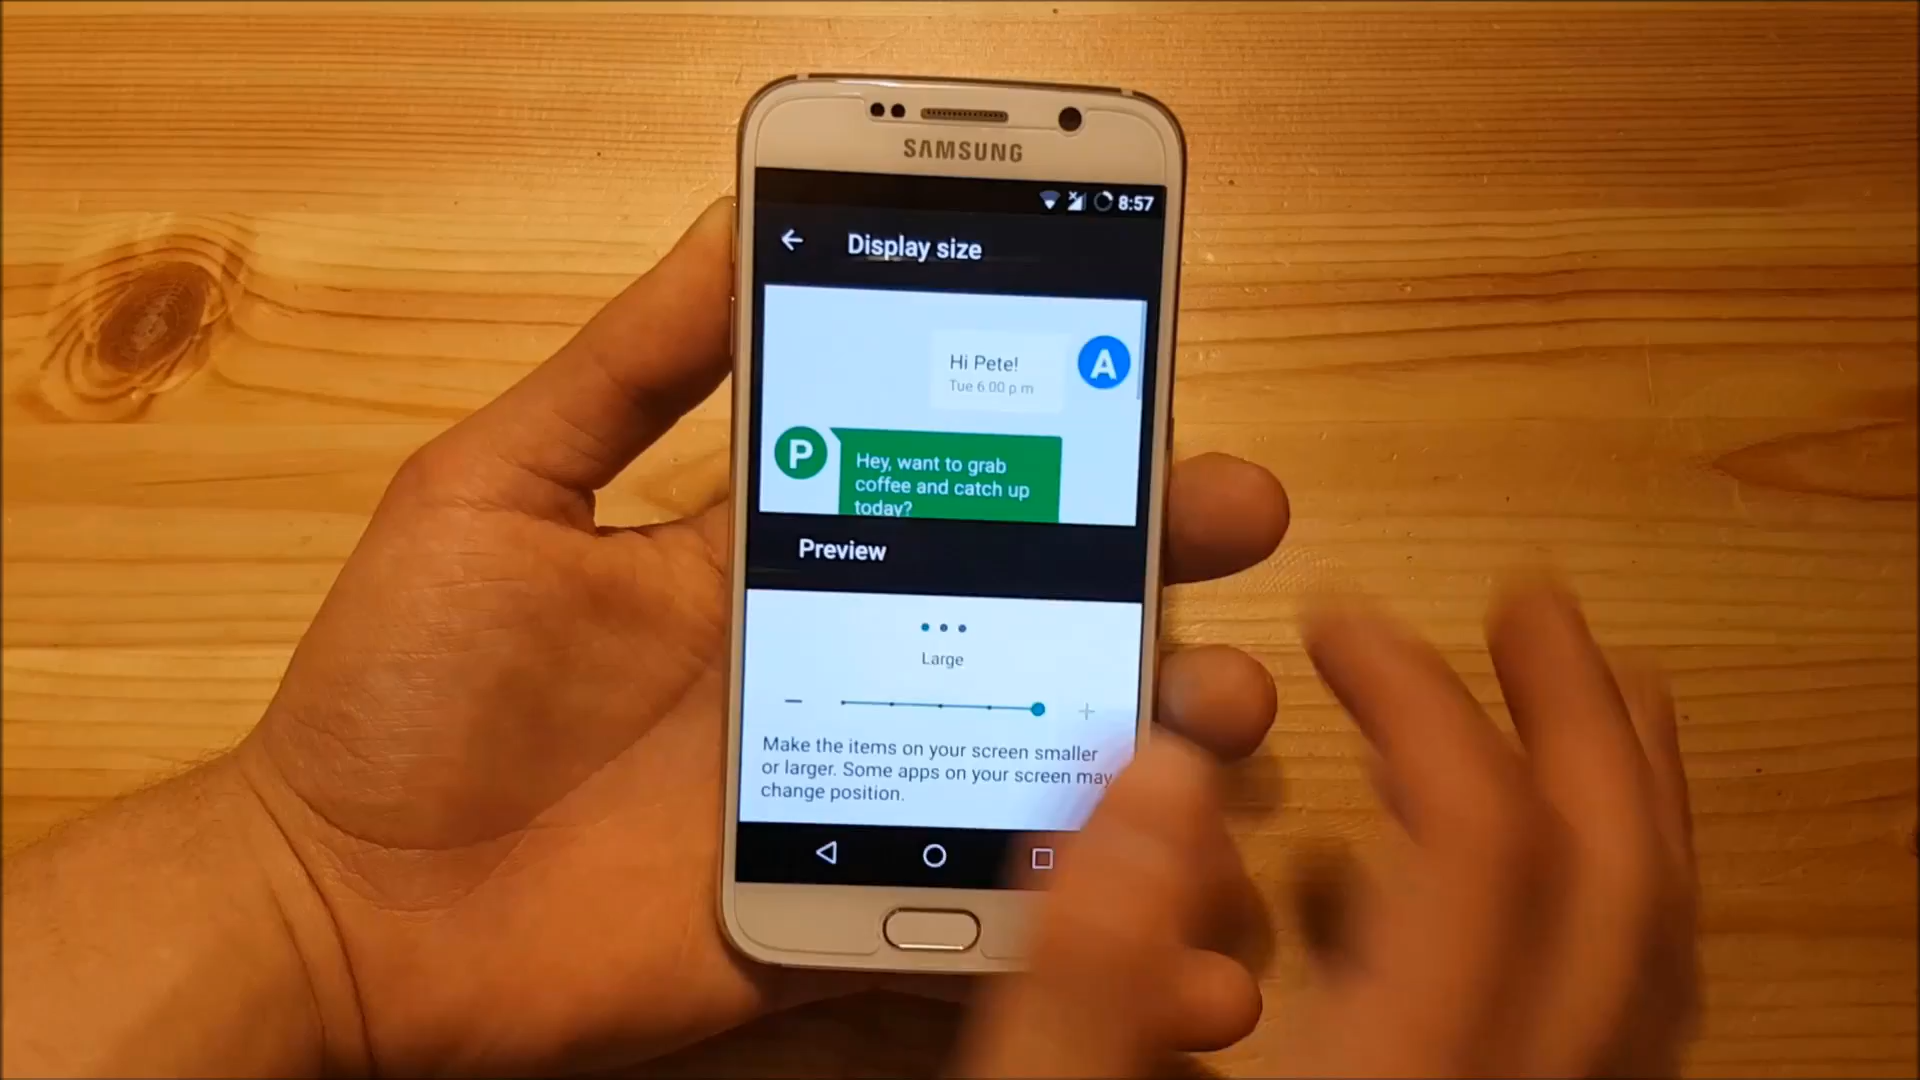 SAMSUNG
8:57
Display size
Hi Pete!
A
Tue 6:00 p m
P
Hey, want to grab
coffee and catch up
today?
Preview
Large
Make the items on your screen smaller
or larger. Some apps on your screen may
change position.